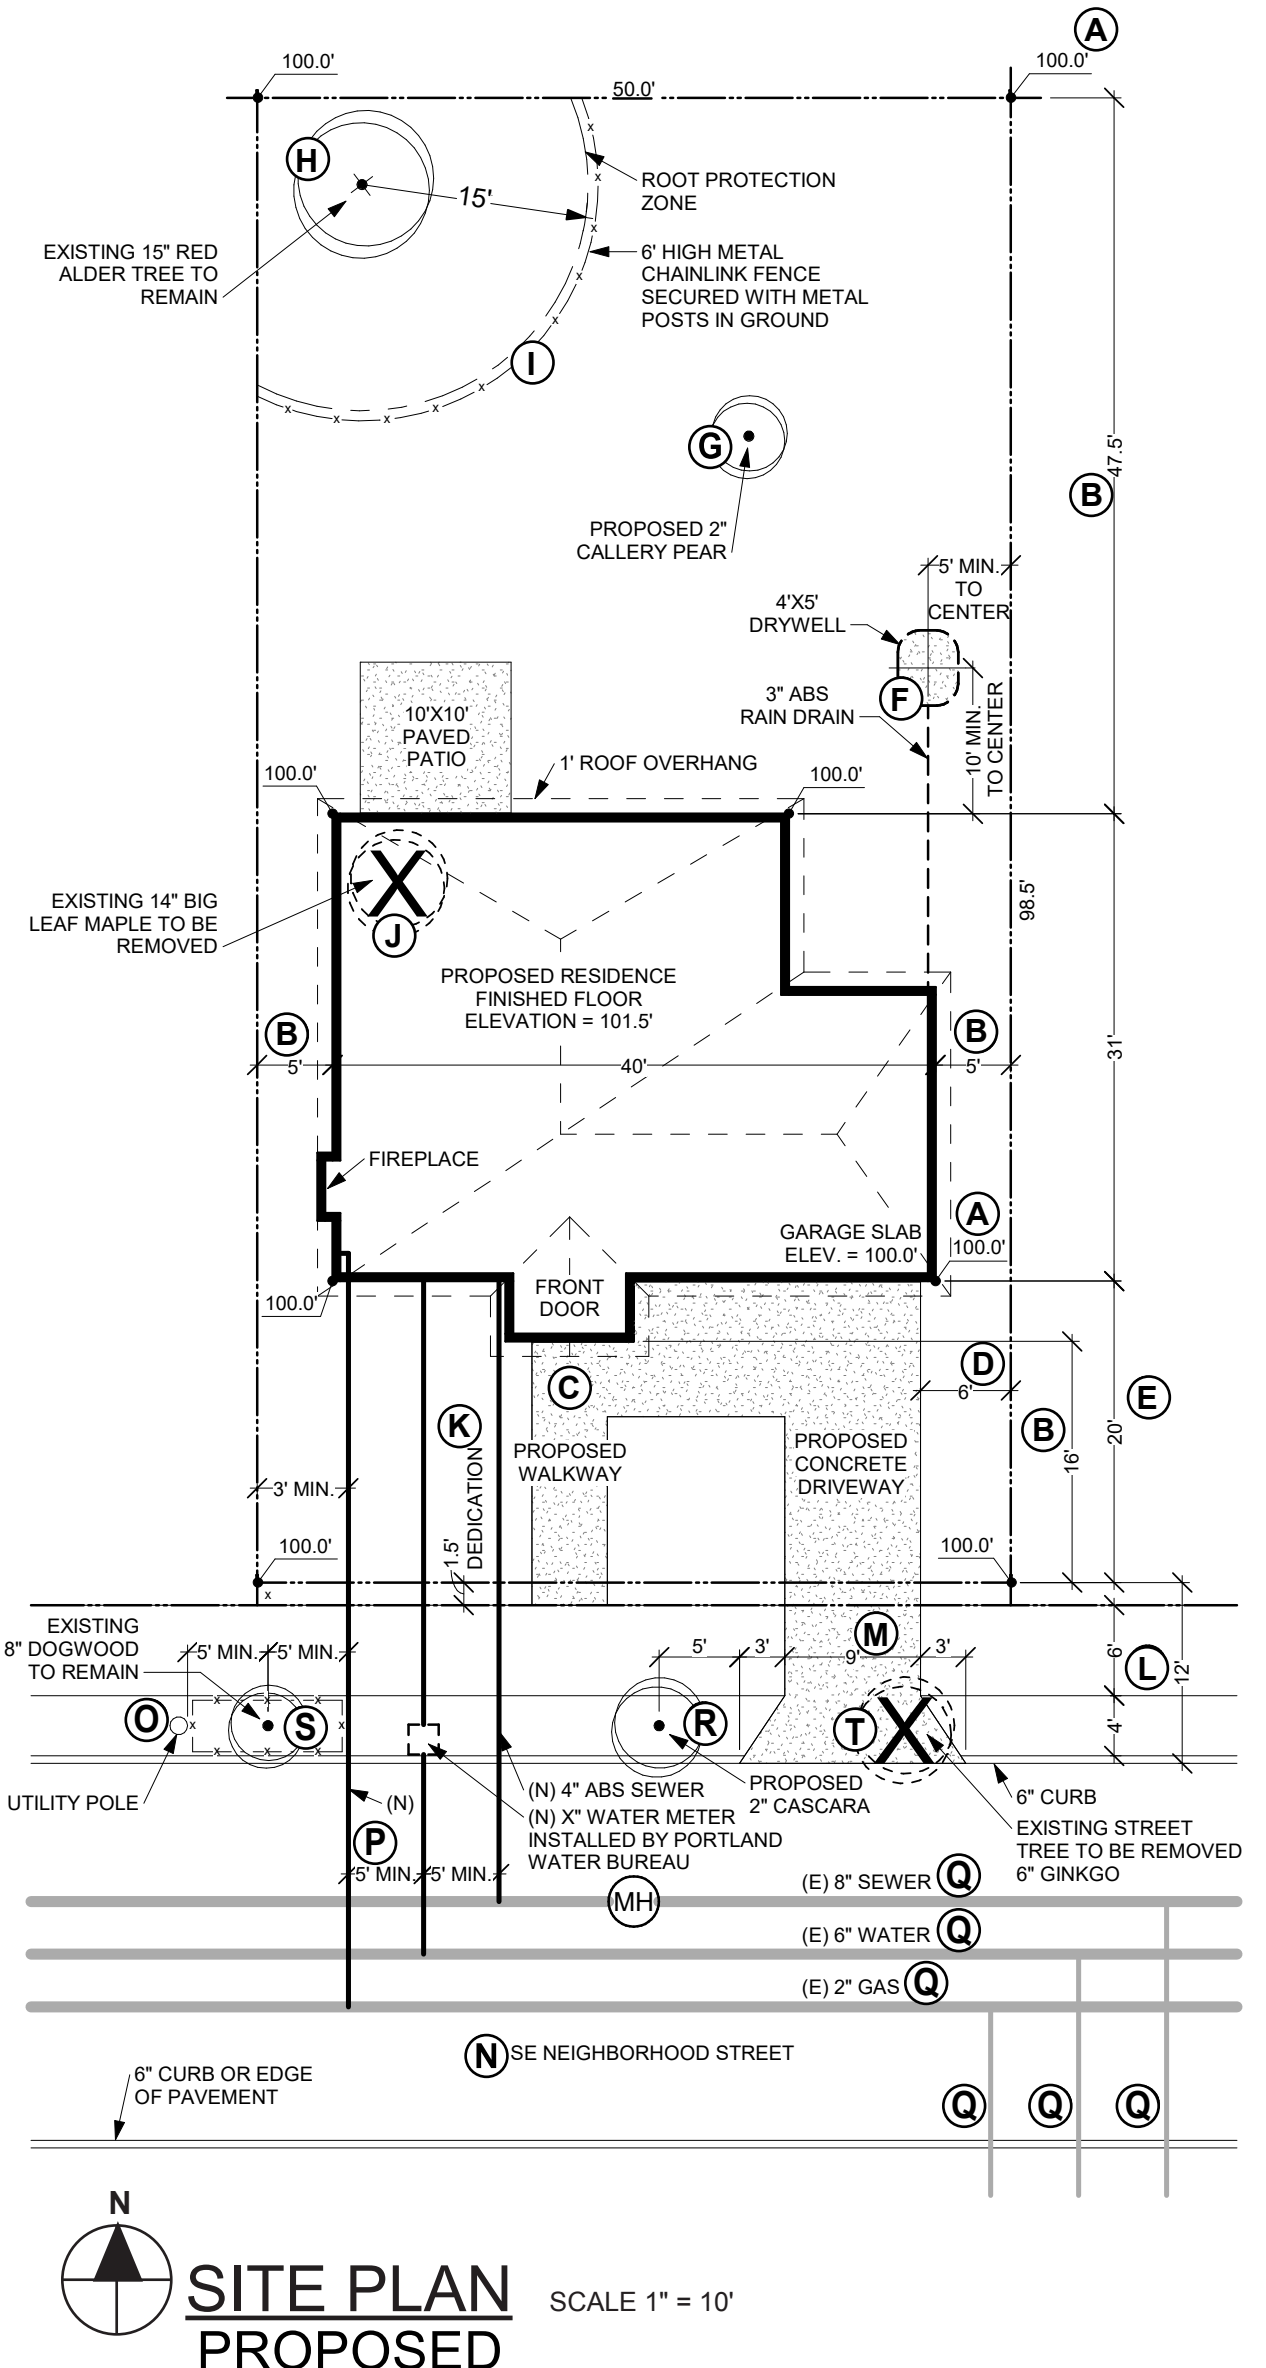 A
100.0'
100.0'
50.0'
H
15'
ROOT PROTECTION
ZONE
EXISTING 15" RED
ALDER TREE TO
REMAIN
6' HIGH METAL
CHAINLINK FENCE
SECURED WITH METAL
POSTS IN GROUND
I
G
47.5'
B
PROPOSED 2"
CALLERY PEAR
5' MIN.
TO
CENTER
4'X5'
DRYWELL
F
3" ABS
RAIN DRAIN
10' MIN.
TO CENTER
10'X10'
PAVED
PATIO
1' ROOF OVERHANG
100.0'
100.0'
EXISTING 14" BIG
LEAF MAPLE TO BE
REMOVED
X
J
98.5'
PROPOSED RESIDENCE
FINISHED FLOOR
ELEVATION = 101.5'
B
B
5'
40'
5'
31'
FIREPLACE
A
GARAGE SLAB
ELEV. = 100.0'
100.0'
FRONT
DOOR
100.0'
D
C
6'
E
K
B
20'
16'
PROPOSED
WALKWAY
PROPOSED
CONCRETE
DRIVEWAY
3' MIN.
1.5'
DEDICATION
100.0'
100.0'
x
EXISTING
8" DOGWOOD
TO REMAIN
5' MIN.
5' MIN.
5'
3'
M
9'
3'
6'
L
12'
O
S
R
T
X
4'
UTILITY POLE
(N)
(N) 4" ABS SEWER
(N) X" WATER METER
INSTALLED BY PORTLAND
WATER BUREAU
PROPOSED
2" CASCARA
6" CURB
EXISTING STREET
TREE TO BE REMOVED
6" GINKGO
P
5' MIN.
5' MIN.
MH
(E) 8" SEWER Q
(E) 6" WATER Q
(E) 2" GAS Q
N SE NEIGHBORHOOD STREET
6" CURB OR EDGE
OF PAVEMENT
Q
Q
Q
N
SITE PLAN
SCALE 1" = 10'
PROPOSED